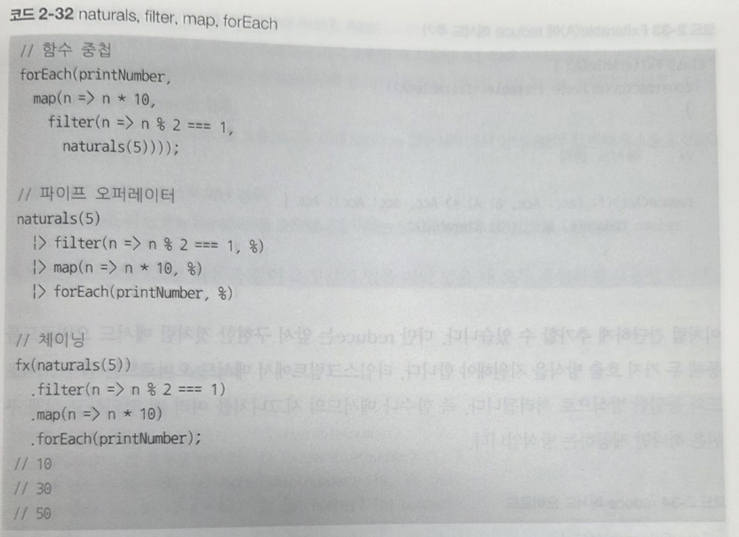 코드 2-32 naturals, filter, map, forEach
// 함수 중첩
forEach(printNumber,
  map(n => n * 10,
    filter(n => n % 2 === 1,
      naturals(5))));
// 파이프 오퍼레이터
naturals(5)
  |> filter(n => n % 2 === 1, %)
  |> map(n => n * 10, %)
  |> forEach(printNumber, %)
// 체이닝
fx(naturals(5))
  .filter(n => n % 2 === 1)
  .map(n => n * 10)
  .forEach(printNumber);
// 10
// 30
// 50